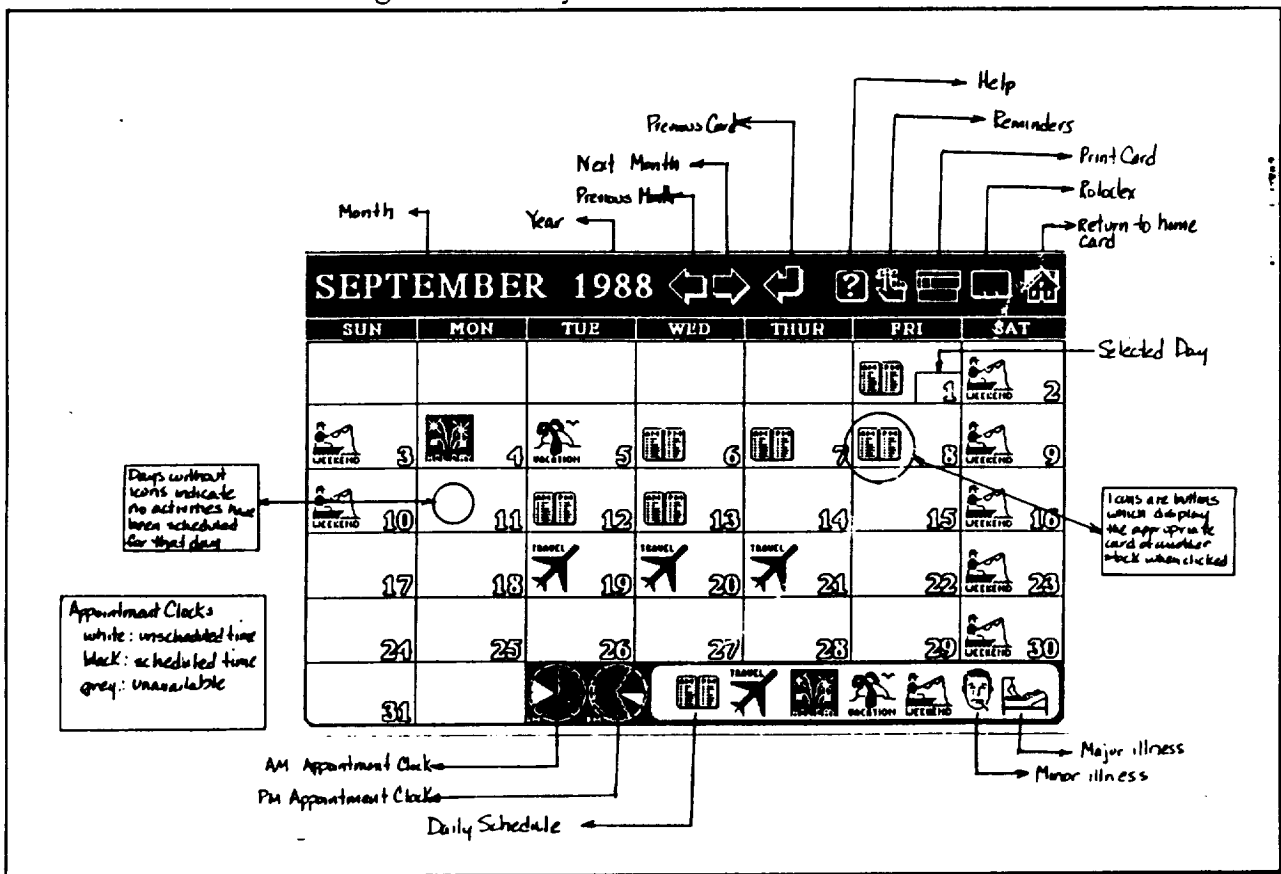 Help
Previous Card
Reminders
Next Month
Print Card
Previous Month
Rolodex
Month
Year
Return to home
card
SEPTEMBER 1988
?
SUN MON TUE WED THUR FRI SAT
Selected Day
1 WEEKEND 2
WEEKEND 3 4 VACATION 5 6 7 8 WEEKEND 9
Days without
icons indicate
no activities have
been scheduled
for that day
WEEKEND 10 11 12 13 14 15 WEEKEND 16
Icons are buttons
which display
the appropriate
card of another
stack when clicked
TRAVEL TRAVEL TRAVEL
17 18 19 20 21 22 WEEKEND 23
Appointment Clocks
white: unscheduled time
black: scheduled time
grey: unavailable
24 25 26 27 28 29 WEEKEND 30
TRAVEL
31 VACATION WEEKEND
Major illness
Minor illness
AM Appointment Clock
PM Appointment Clock
Daily Schedule